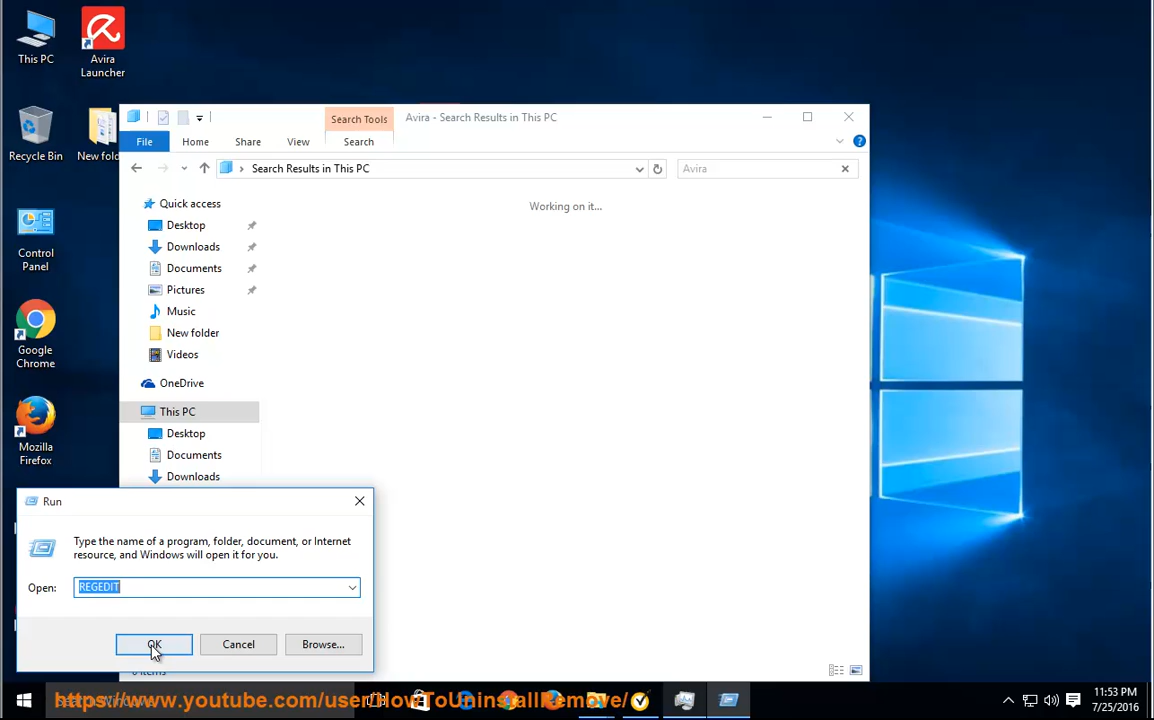 This PC
Avira
Launcher
Recycle Bin
New fold
Control
Panel
Google
Chrome
Mozilla
Firefox
Search Tools
Avira - Search Results in This PC
File
Home
Share
View
Search
Search Results in This PC
Avira
Quick access
Desktop
Downloads
Documents
Pictures
Music
New folder
Videos
OneDrive
This PC
Desktop
Documents
Downloads
Working on it...
Run
Type the name of a program, folder, document, or Internet
resource, and Windows will open it for you.
Open:
REGEDIT
OK
Cancel
Browse...
https://www.youtube.com/user/HowToUninstallRemove/
11:53 PM
7/25/2016